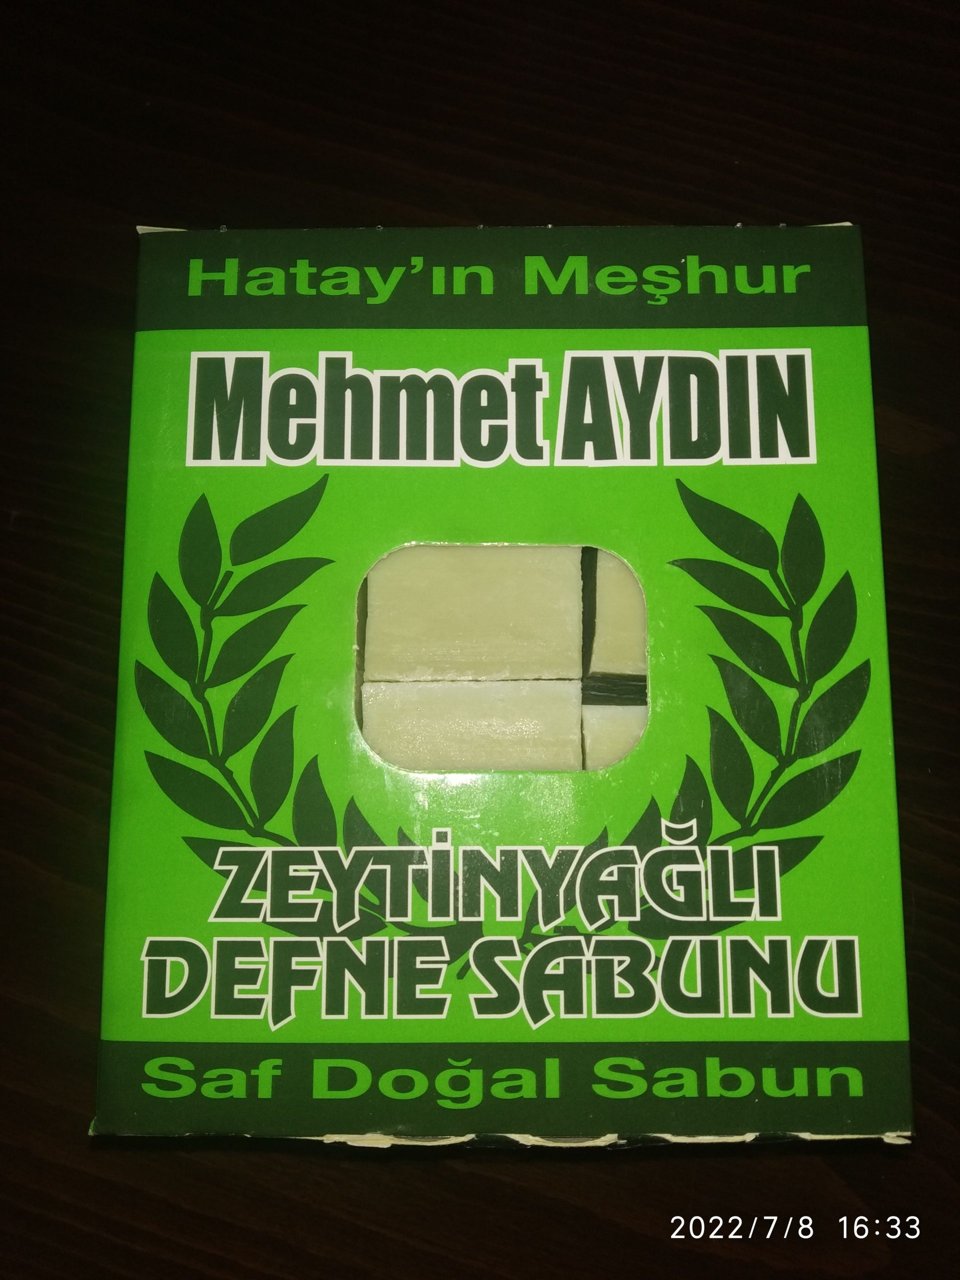 Hatay'ın Meşhur
Mehmet AYDIN
ZEYTİNYAĞLI
DEFNE SABUNU
Saf Doğal Sabun
2022/7/8 16:33